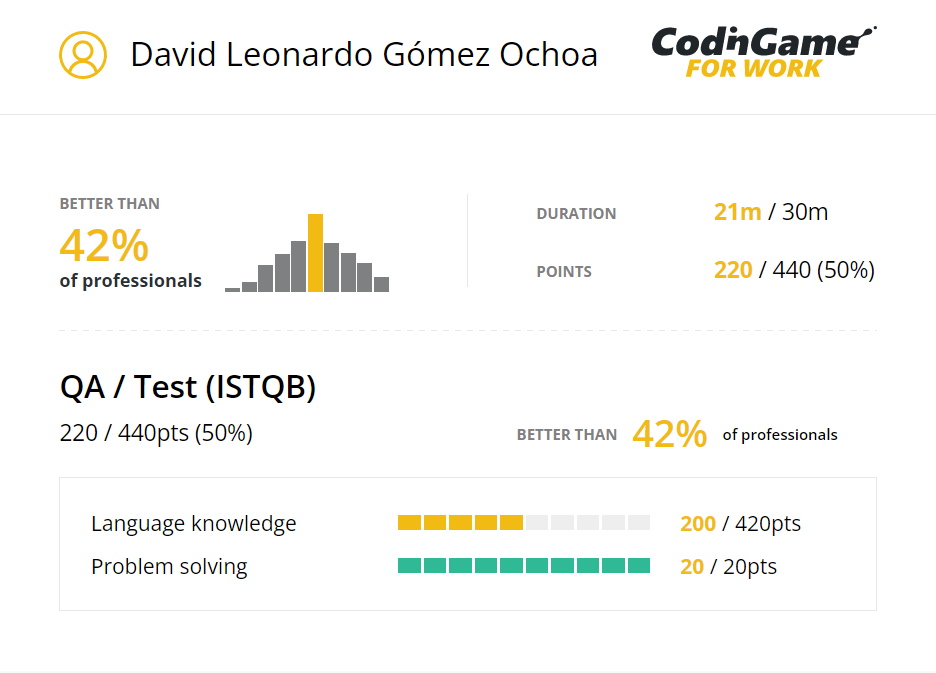 David Leonardo Gómez Ochoa
CodinGame
FOR WORK
BETTER THAN
42%
of professionals
DURATION 21m / 30m
POINTS 220 / 440 (50%)
QA / Test (ISTQB)
220 / 440pts (50%)
BETTER THAN 42% of professionals
Language knowledge 200 / 420pts
Problem solving 20 / 20pts